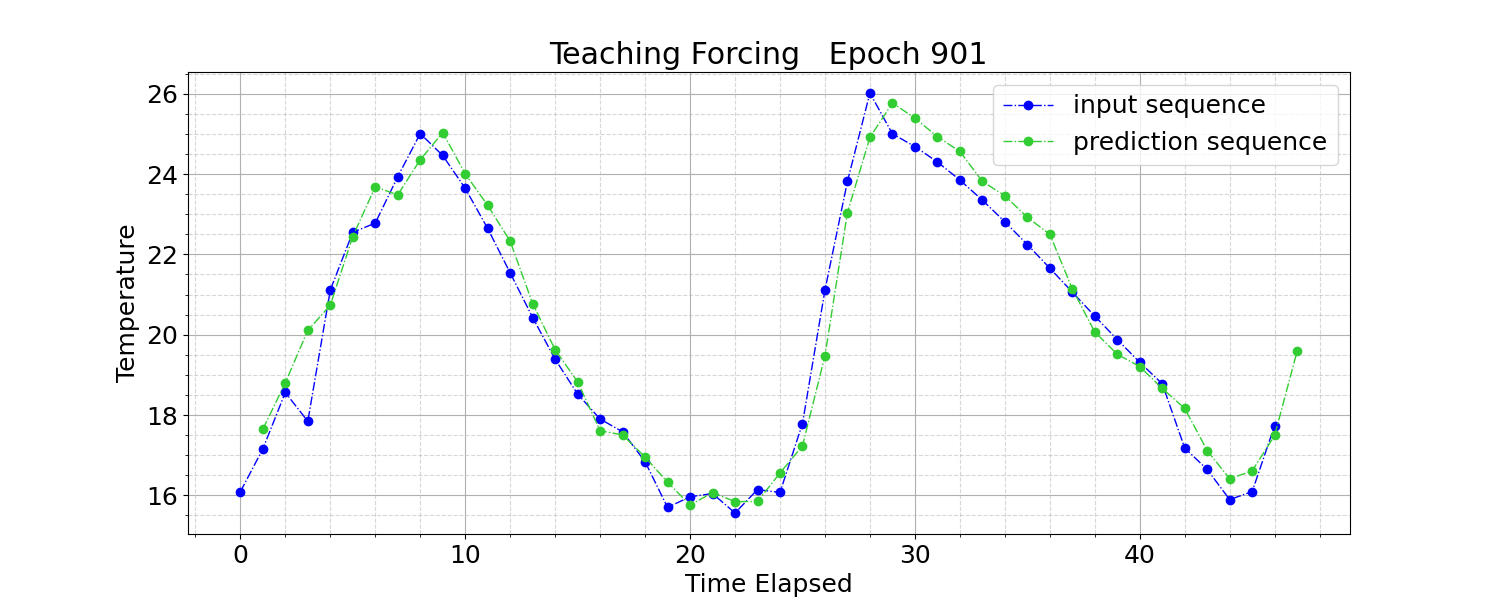 Teaching Forcing   Epoch 901
26
24
22
20
18
16
Temperature
input sequence
prediction sequence
0 10 20 30 40
Time Elapsed